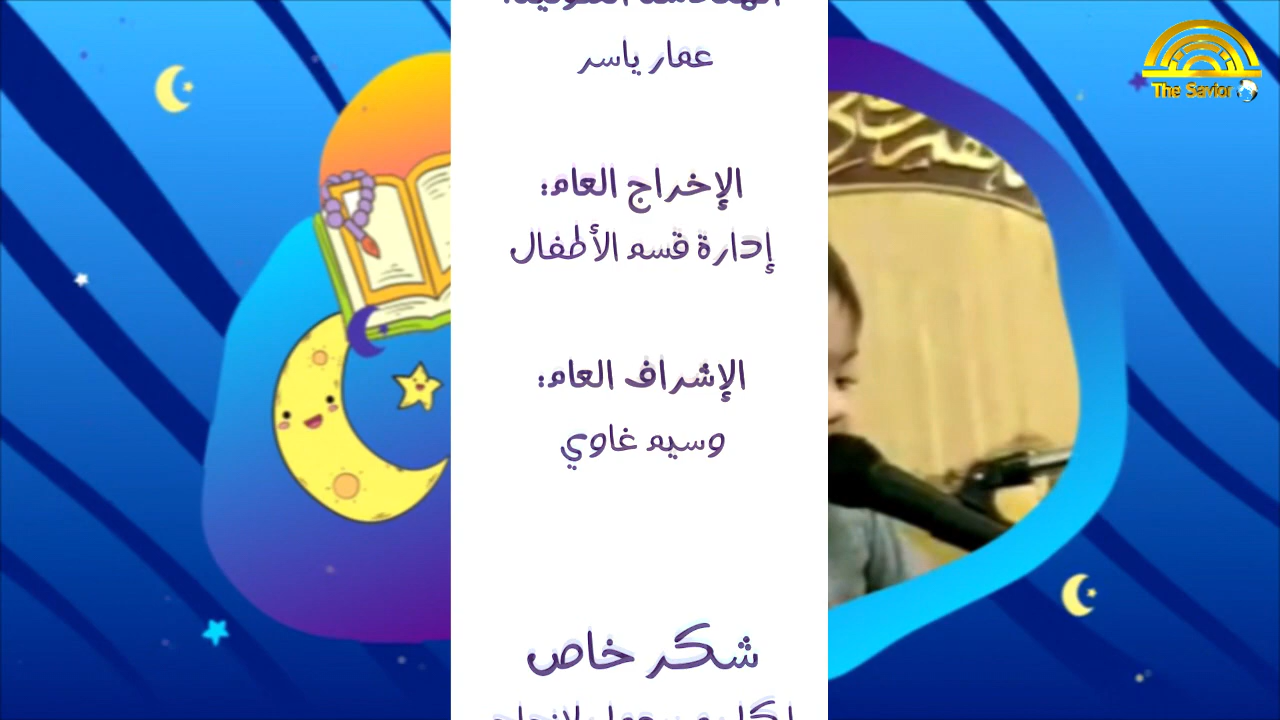 The Savior
عمار ياسر
الإخراج العام:
إدارة قسم الأطفال
الإشراف العام:
وسيم غاوي
شكر خاص